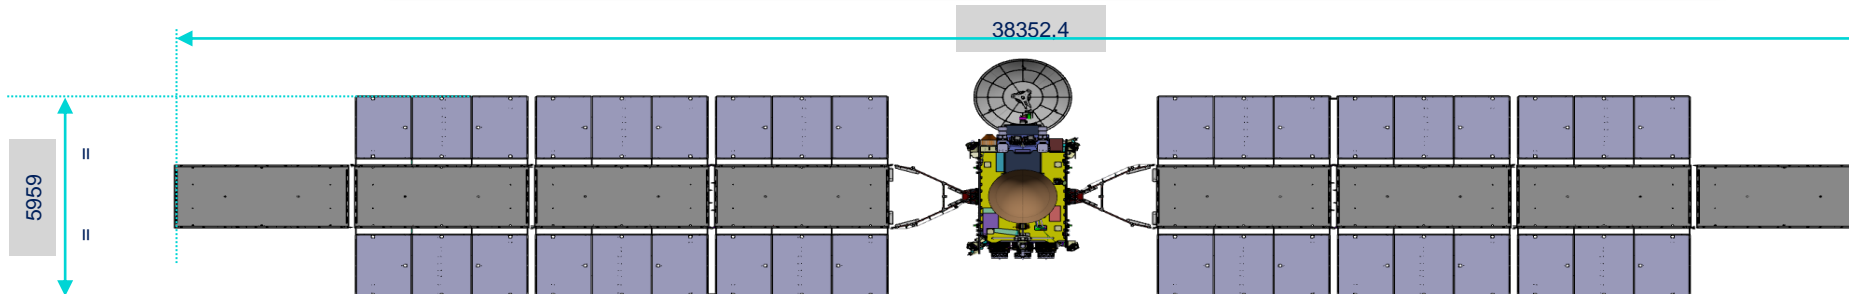 38352.4
5959
=
=